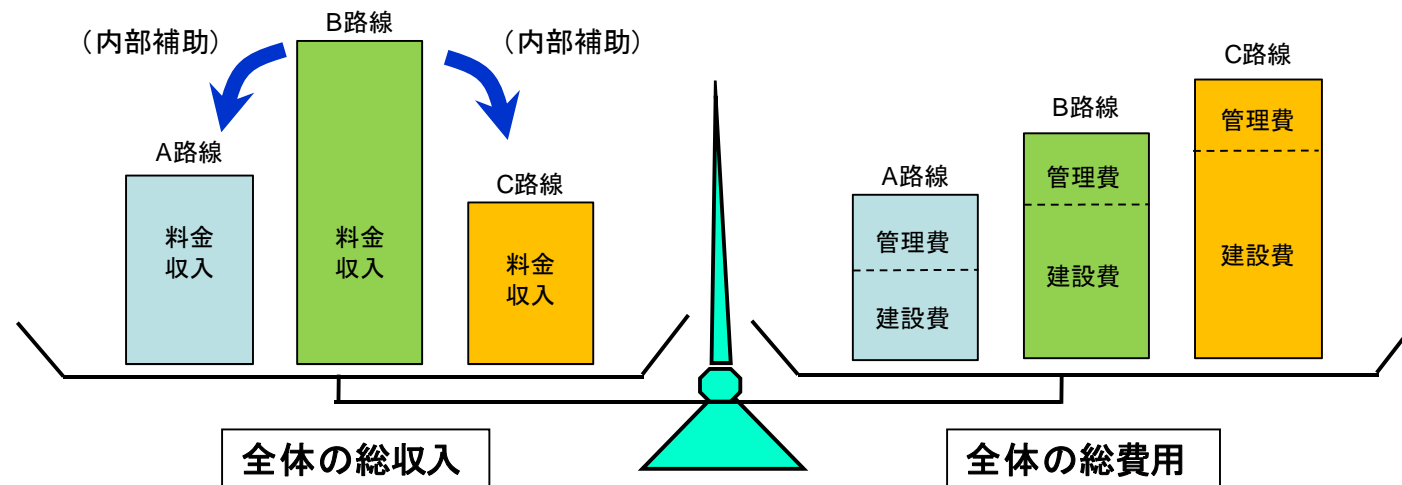 （内部補助）
B路線
（内部補助）
A路線
料金
収入
料金
収入
C路線
料金
収入
全体の総収入
A路線
管理費
建設費
B路線
管理費
建設費
C路線
管理費
建設費
全体の総費用